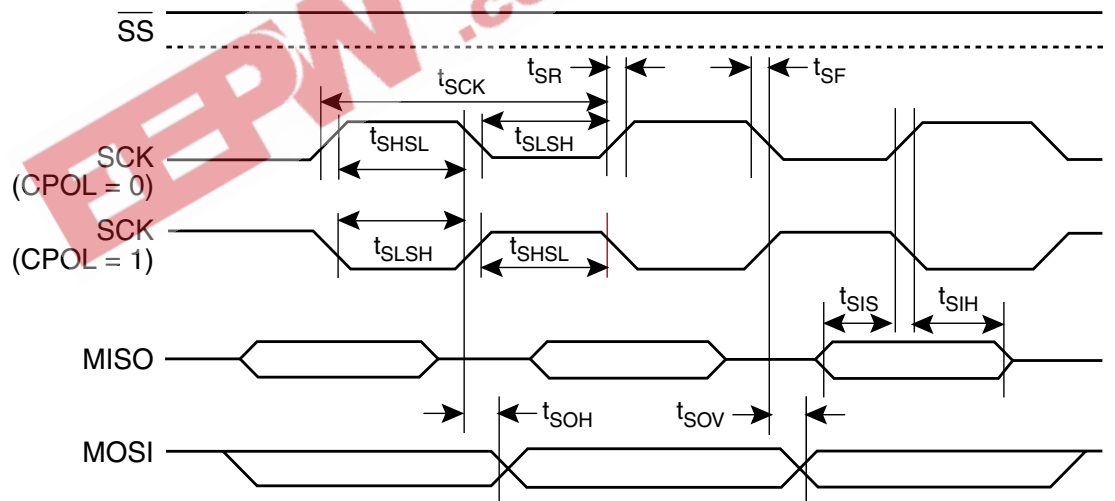 SS
tSR
tSF
tSCK
tSHSL
tSLSH
SCK
(CPOL = 0)
SCK
(CPOL = 1)
tSLSH
tSHSL
tSIS
tSIH
MISO
tSOH
tSOV
MOSI
EEPW.co